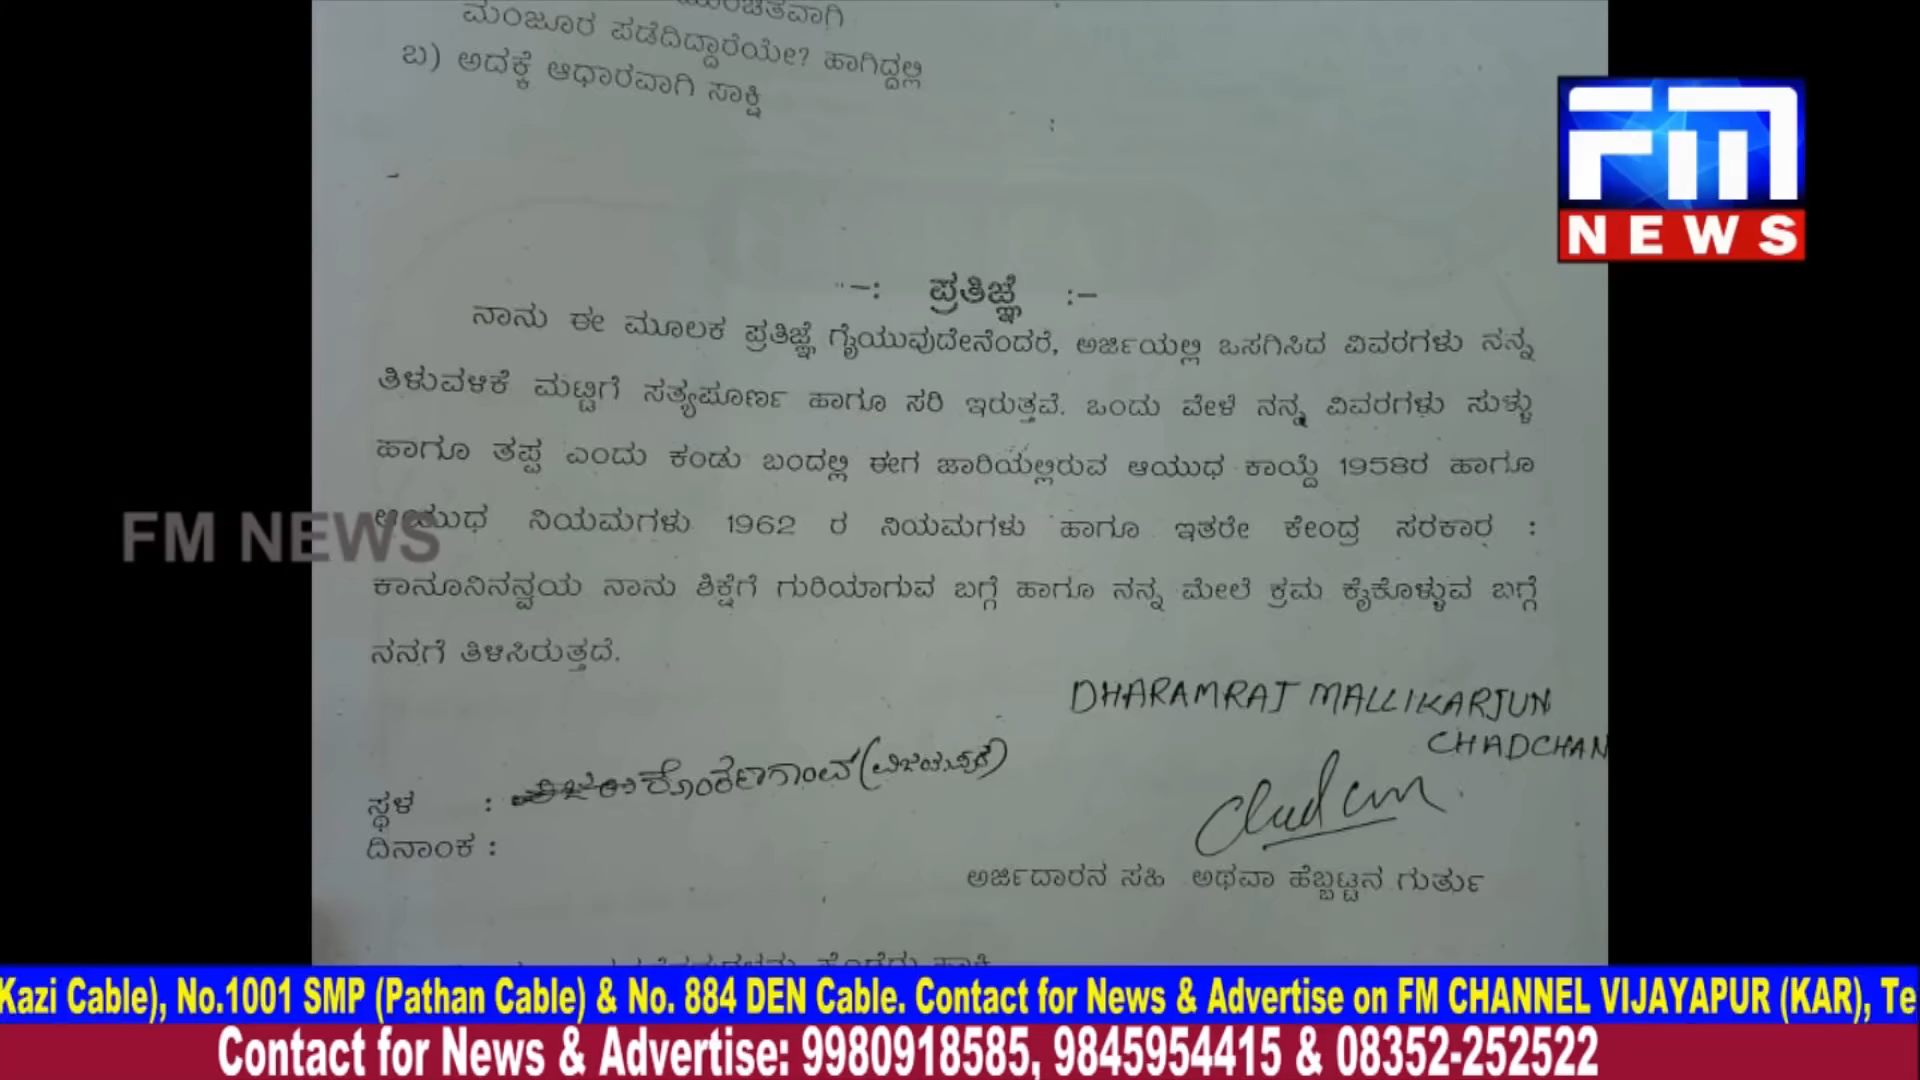 ಮಂಜೂರ ಪಡೆದಿದ್ದಾರೆಯೇ? ಹಾಗಿದ್ದಲ್ಲಿ
ಬ) ಅದಕ್ಕೆ ಆಧಾರವಾಗಿ ಸಾಕ್ಷಿ :
FM
NEWS
-: ಪ್ರತಿಜ್ಞೆ :-
ನಾನು ಈ ಮೂಲಕ ಪ್ರತಿಜ್ಞೆ ಗೈಯುವುದೇನೆಂದರೆ, ಅರ್ಜಿಯಲ್ಲಿ ಒಸಗಿಸಿದ ವಿವರಗಳು ನನ್ನ
ತಿಳುವಳಿಕೆ ಮಟ್ಟಿಗೆ ಸತ್ಯಪೂರ್ಣ ಹಾಗೂ ಸರಿ ಇರುತ್ತವೆ. ಒಂದು ವೇಳೆ ನನ್ನ ವಿವರಗಳು ಸುಳ್ಳು
ಹಾಗೂ ತಪ್ಪ ಎಂದು ಕಂಡು ಬಂದಲ್ಲಿ ಈಗ ಜಾರಿಯಲ್ಲಿರುವ ಆಯುಧ ಕಾಯ್ದೆ 1958ರ ಹಾಗೂ
ಆಯುಧ ನಿಯಮಗಳು 1962 ರ ನಿಯಮಗಳು ಹಾಗೂ ಇತರೇ ಕೇಂದ್ರ ಸರಕಾರ :
FM NEWS
ಕಾನೂನಿನನ್ವಯ ನಾನು ಶಿಕ್ಷೆಗೆ ಗುರಿಯಾಗುವ ಬಗ್ಗೆ ಹಾಗೂ ನನ್ನ ಮೇಲೆ ಕ್ರಮ ಕೈಕೊಳ್ಳುವ ಬಗ್ಗೆ
ನನಗೆ ತಿಳಿಸಿರುತ್ತದೆ.
DHARAMRAJ MALLIKARJUN
CHADCHAN
ಸ್ಥಳ : ಕೊಂಕಣಗಾಂವ (ವಿಜಯಪುರ)
ದಿನಾಂಕ :
ಅರ್ಜಿದಾರನ ಸಹಿ ಅಥವಾ ಹೆಬ್ಬಟ್ಟನ ಗುರ್ತು
Kazi Cable), No.1001 SMP (Pathan Cable) & No. 884 DEN Cable. Contact for News & Advertise on FM CHANNEL VIJAYAPUR (KAR), Te
Contact for News & Advertise: 9980918585, 9845954415 & 08352-252522